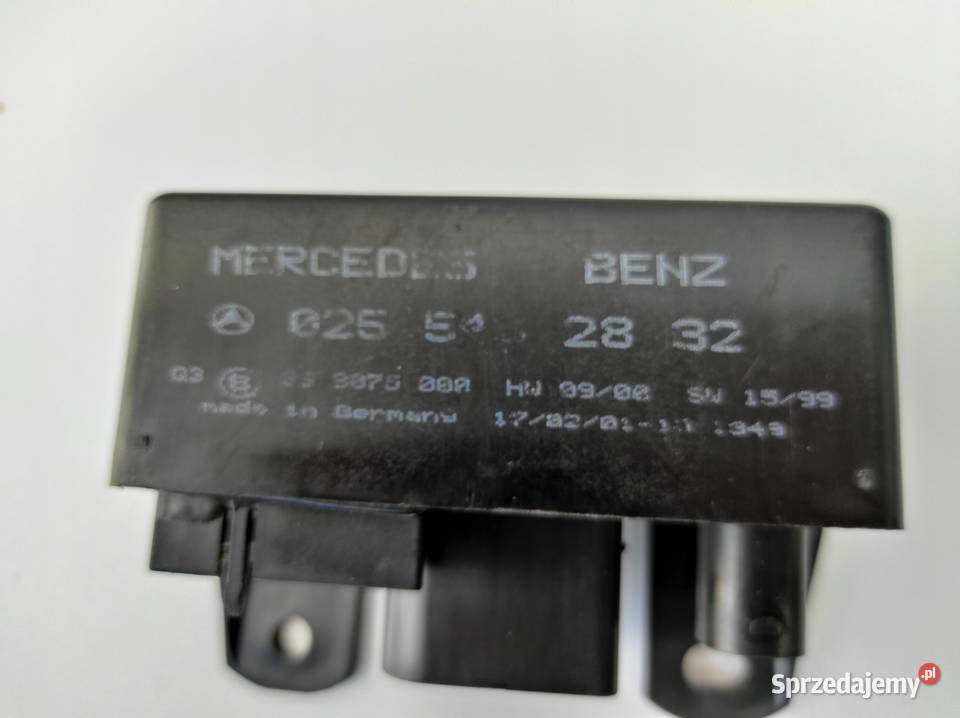 MERCEDES BENZ
025 28 32
Q3 HW 09/00 SW 15/99
made in Germany
Sprzedajemy.pl